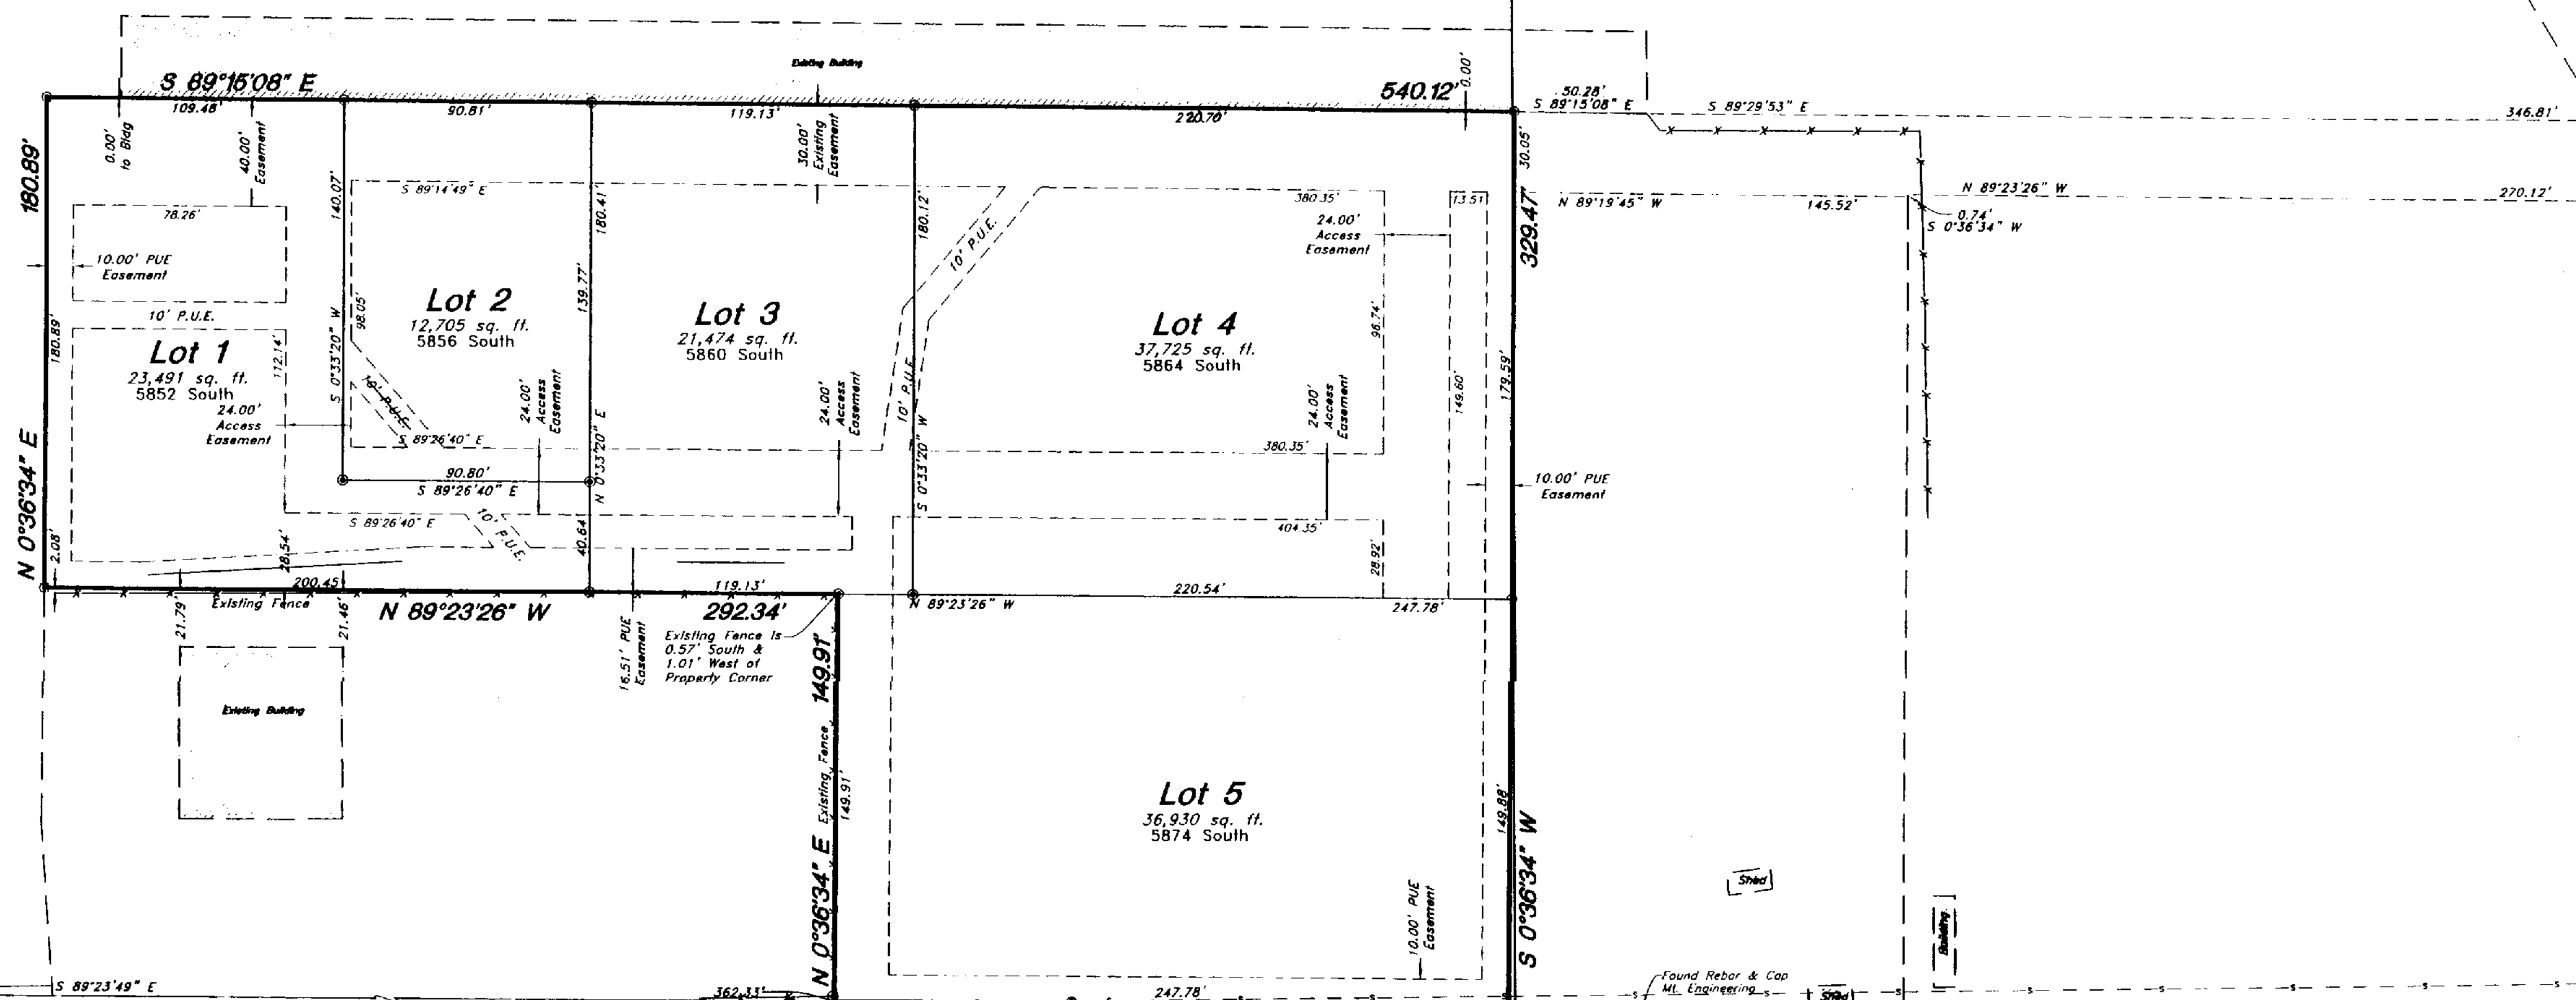 Existing Building
S 89°15'08" E
540.12'
0.00'
109.48'
90.81'
119.13'
220.70'
50.28'
S 89°15'08" E
S 89°29'53" E
346.81'
0.00'
to Bldg
40.00'
Easement
30.00'
Existing
Easement
30.05'
180.89'
140.07'
S 89°14'49" E
180.41'
180.12'
380.35'
13.51'
N 89°19'45" W
145.52'
N 89°23'26" W
270.12'
0.74'
S 0°36'34" W
78.26'
24.00'
Access
Easement
329.47'
10' P.U.E.
10.00' PUE
Easement
139.77'
98.05'
10' P.U.E.
Lot 1
23,491 sq. ft.
5852 South
Lot 2
12,705 sq. ft.
5856 South
Lot 3
21,474 sq. ft.
5860 South
Lot 4
37,725 sq. ft.
5864 South
96.74'
180.89'
112.14'
S 0°33'20" W
10' P.U.E.
24.00'
Access
Easement
24.00'
Access
Easement
24.00'
Access
Easement
24.00'
Access
Easement
10' P.U.E.
149.60'
179.59'
S 89°26'40" E
N 0°33'20" E
S 0°33'20" W
380.35'
90.80'
S 89°26'40" E
10.00' PUE
Easement
N 0°36'34" E
S 89°26'40" E
10' P.U.E.
404.35'
2.08'
28.54'
40.64'
28.92'
200.45'
119.13'
220.54'
Existing Fence
N 89°23'26" W
292.34'
N 89°23'26" W
247.78'
21.79'
21.46'
16.51' PUE
Easement
Existing Fence is
0.57' South &
1.01' West of
Property Corner
149.91'
Existing Building
Existing Fence
149.91'
Lot 5
36,930 sq. ft.
5874 South
149.88'
N 0°36'34" E
S 0°36'34" W
10.00' PUE
Easement
Shed
Building
Found Rebar & Cap
Mt. Engineering
Shed
S 89°23'49" E
362.33'
247.78'